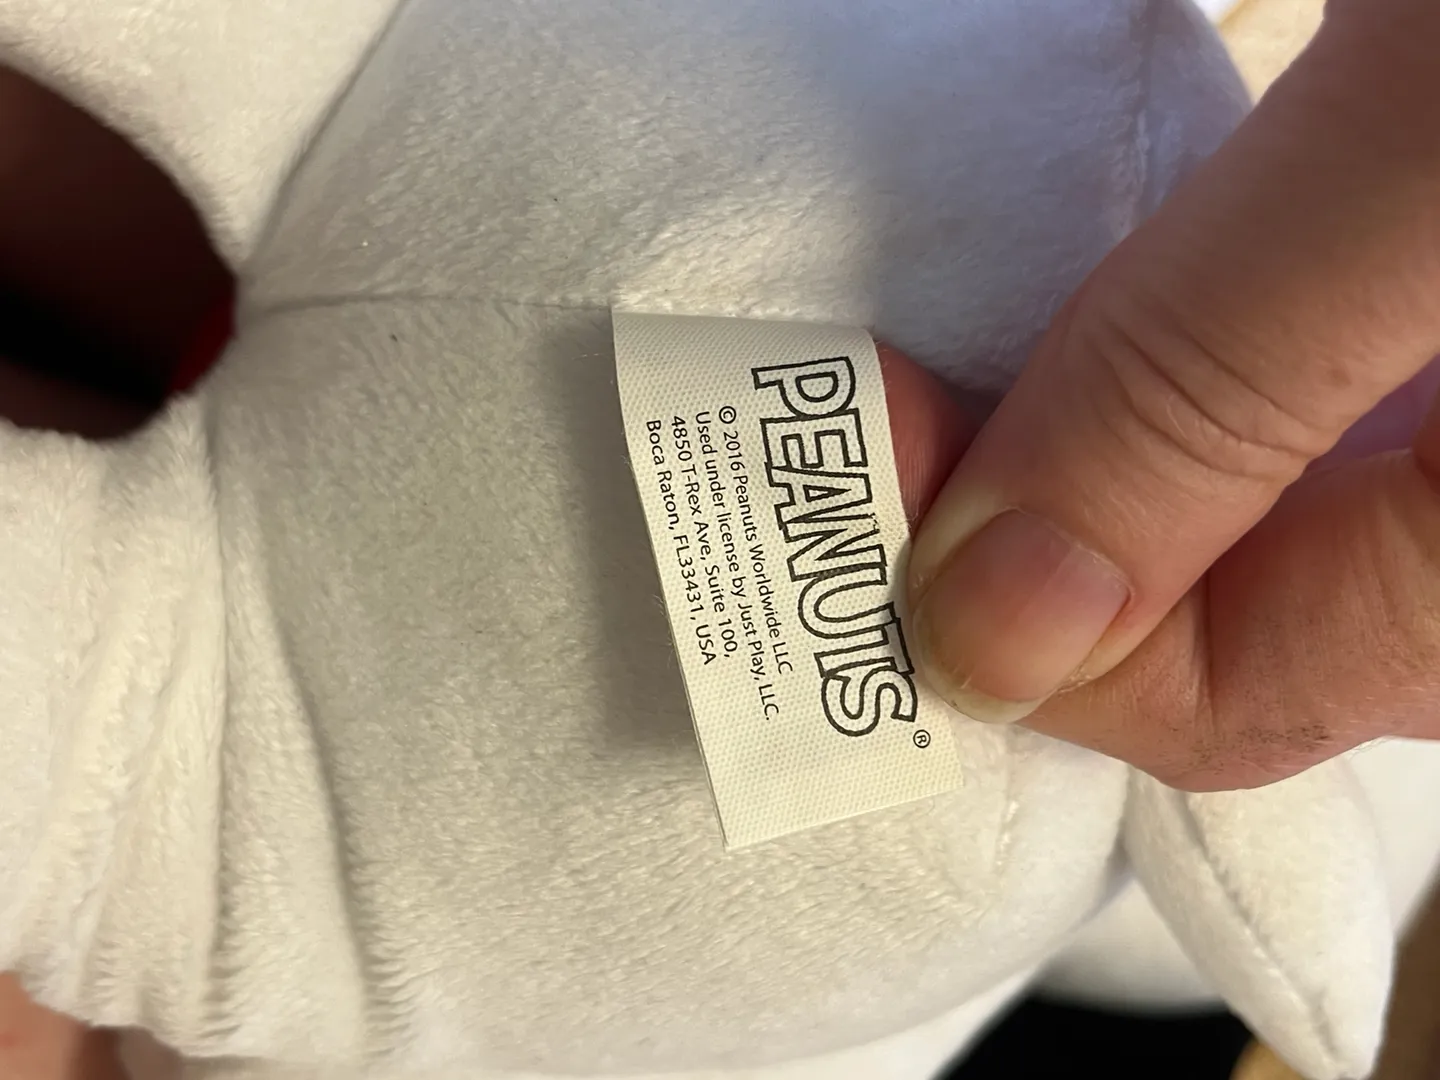 PEANUTS®
© 2016 Peanuts Worldwide LLC
Used under license by Just Play, LLC.
4850 T-Rex Ave, Suite 100,
Boca Raton, FL33431, USA